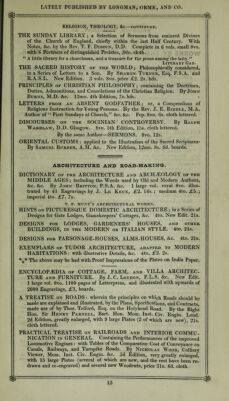 LATELY PUBLISHED BY LONGMAN, ORME, AND CO.
RELIGION, THEOLOGY, &c.—continued.
THE SUNDAY LIBRARY; a Selection of Sermons from eminent Divines
of the Church of England, chiefly within the last Half Century. With
Notes, &c. by the Rev. T. F. DIBDIN, D.D. Complete in 6 vols. small 8vo.
with 6 Portraits of distinguished Prelates, 30s. cloth.
"A little library for a churchman, and a treasure for the pious among the laity."
LITERARY GAZ.
THE SACRED HISTORY OF THE WORLD; Philosophically considered,
in a Series of Letters to a Son. By SHARON TURNER, Esq. F.S.A. and
R.A.S.L. New Edition. 3 vols. 8vo. price £2. 2s. bds.
PRINCIPLES OF CHRISTIAN PHILOSOPHY; containing the Doctrines,
Duties, Admonitions, and Consolations of the Christian Religion. By JOHN
BURNS, M.D. &c. 12mo. 4th Edition, 7s. bds.
LETTERS FROM AN ABSENT GODFATHER; or, a Compendium of
Religious Instruction for Young Persons. By the Rev. J. E. RIDDLE, M.A.
Author of "First Sundays at Church," &c. &c. Fcp. 8vo. 6s. cloth lettered.
DISCOURSES ON THE SOCINIAN CONTROVERSY. By RALPH
WARDLAW, D.D. Glasgow. 8vo. 5th Edition, 15s. cloth lettered.
By the same Author—SERMONS. 8vo. 12s.
ORIENTAL CUSTOMS: applied to the Illustration of the Sacred Scriptures.
By SAMUEL BURDER, A.M. &c. New Edition, 12mo. 8s. 6d. boards.
ARCHITECTURE AND ROAD-MAKING.
DICTIONARY OF THE ARCHITECTURE AND ARCHÆOLOGY OF THE
MIDDLE AGES; including the Words used by Old and Modern Authors,
&c. &c. By JOHN BRITTON, F.S.A. &c. 1 large vol. royal 8vo. Illus-
trated by 41 Engravings by J. LE KEUX, £2. 16s.; medium 4to. £5.;
imperial 4to. £7. 7s.
HINTS ON PICTURESQUE DOMESTIC ARCHITECTURE; in a Series of
Designs for Gate Lodges, Gamekeepers' Cottages, &c. 4to. New Edit. 21s.
DESIGNS FOR LODGES, GARDENERS' HOUSES, AND OTHER
BUILDINGS, IN THE MODERN OR ITALIAN STYLE. 4to. 21s.
DESIGNS FOR PARSONAGE-HOUSES, ALMS-HOUSES, &c. 4to. 21s.
EXEMPLARS OF TUDOR ARCHITECTURE, ADAPTED TO MODERN
HABITATIONS: with illustrative Details, &c. 4to. £2. 2s.
*** The above may be had with Proof Impressions of the Plates on India Paper.
ENCYCLOPÆDIA OF COTTAGE, FARM, AND VILLA ARCHITEC-
TURE AND FURNITURE. By J. C. LOUDON, F.L.S. &c. New Edit.
1 large vol. 8vo. 1100 pages of Letterpress, and illustrated with upwards of
2000 Engravings, £3, boards.
A TREATISE ON ROADS: wherein the principles on which Roads should be
made are explained and illustrated, by the Plans, Specifications, and Contracts,
made use of by Thos. Telford, Esq. on the Holyhead Road. By the Right
Hon. Sir HENRY PARNELL, Bart. Hon. Mem. Inst. Civ. Engin. Lond.
2d Edition, greatly enlarged, with 9 large Plates (2 of which are new), 21s.
cloth lettered.
PRACTICAL TREATISE ON RAILROADS AND INTERIOR COMMU-
NICATION IN GENERAL. Containing the Performances of the improved
Locomotive Engines: with Tables of the Comparative Cost of Conveyance on
Canals, Railways, and Turnpike Roads. By NICHOLAS WOOD, Colliery
Viewer, Mem. Inst. Civ. Engin. &c. 3d Edition, very greatly enlarged,
with 13 large Plates (several of which are new, and the rest have been re-
drawn and re-engraved) and several new Woodcuts, price 31s. 6d. cloth.
13